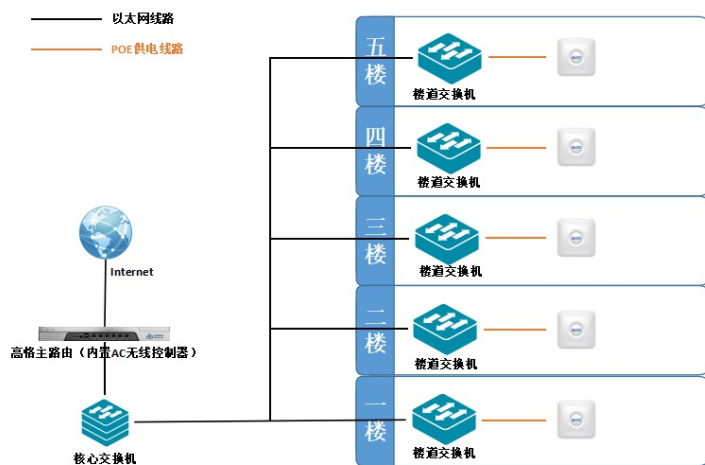 以太网线路
POE供电线路
五楼
楼道交换机
四楼
楼道交换机
三楼
楼道交换机
Internet
二楼
高恪主路由（内置AC无线控制器）
楼道交换机
一楼
楼道交换机
核心交换机